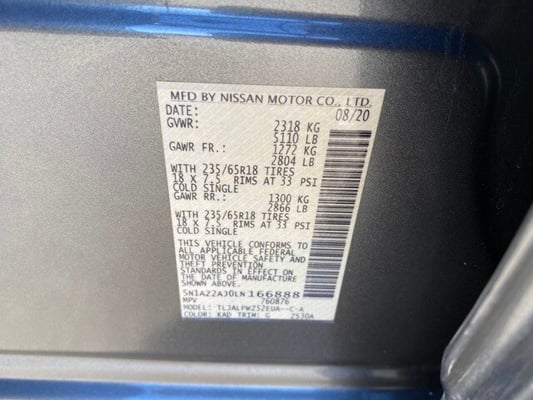 MFD BY NISSAN MOTOR CO., LTD.
DATE: 08/20
GVWR: 2318 KG
5110 LB
GAWR FR.: 1272 KG
2804 LB
WITH 235/65R18 TIRES
18 X 7.5 RIMS AT 33 PSI
COLD SINGLE
GAWR RR.: 1300 KG
2866 LB
WITH 235/65R18 TIRES
18 X 7.5 RIMS AT 33 PSI
COLD SINGLE
THIS VEHICLE CONFORMS TO
ALL APPLICABLE FEDERAL
MOTOR VEHICLE SAFETY AND
THEFT PREVENTION
STANDARDS IN EFFECT ON
THE DATE OF MANUFACTURE
SHOWN ABOVE.
5N1AZ2AJ0LN166888
MPV 760876
MODEL: TLJALPWZ52EUA--C-A
COLOR: KAD TRIM: G 2530A